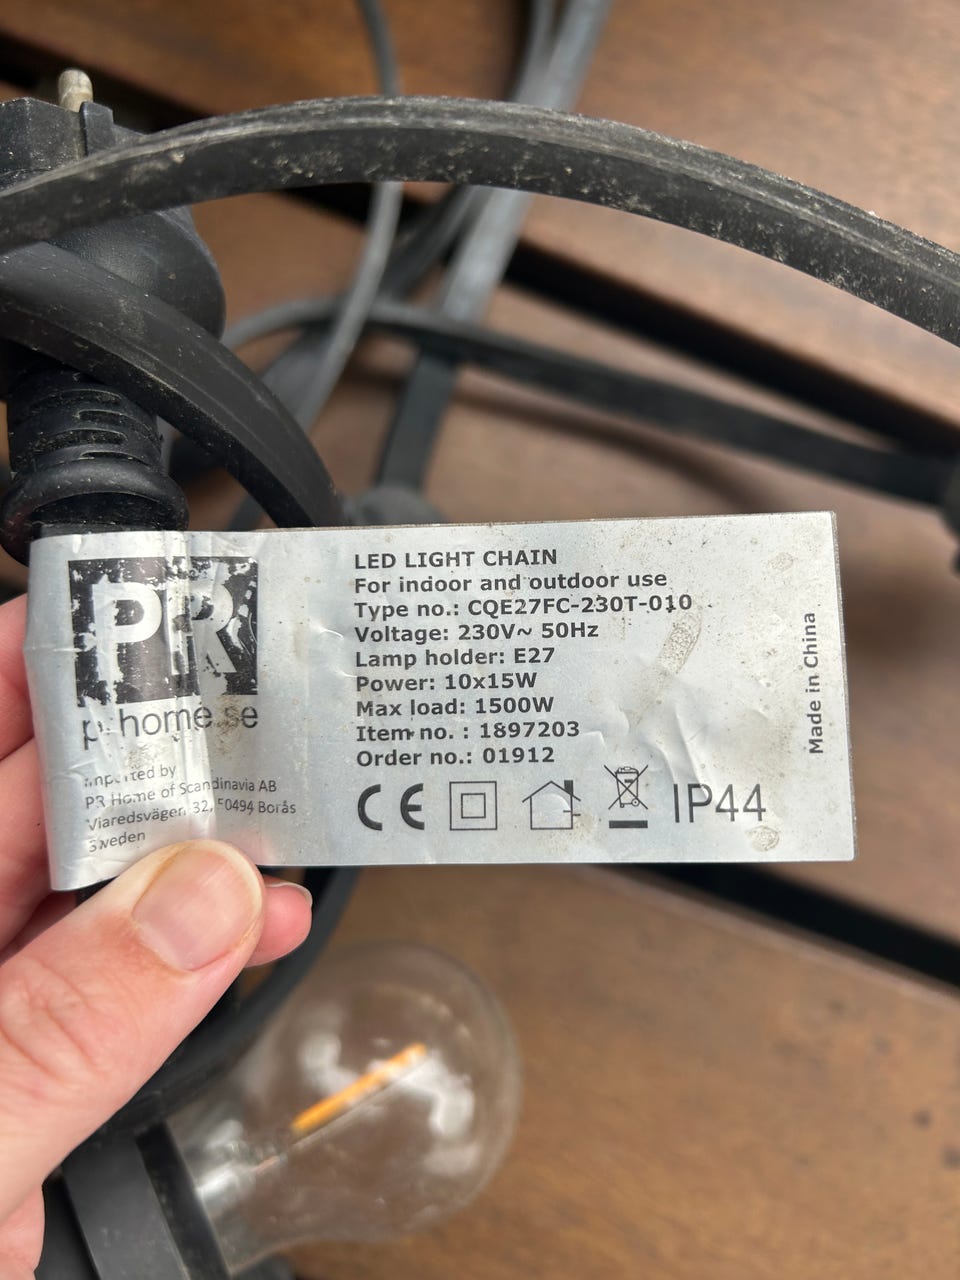 PR
home.se
Imported by
PR Home of Scandinavia AB
Viaredsvägen 32, 50494 Borås
Sweden
LED LIGHT CHAIN
For indoor and outdoor use
Type no.: CQE27FC-230T-010
Voltage: 230V~ 50Hz
Lamp holder: E27
Power: 10x15W
Max load: 1500W
Item no. : 1897203
Order no.: 01912
CE
IP44
Made in China